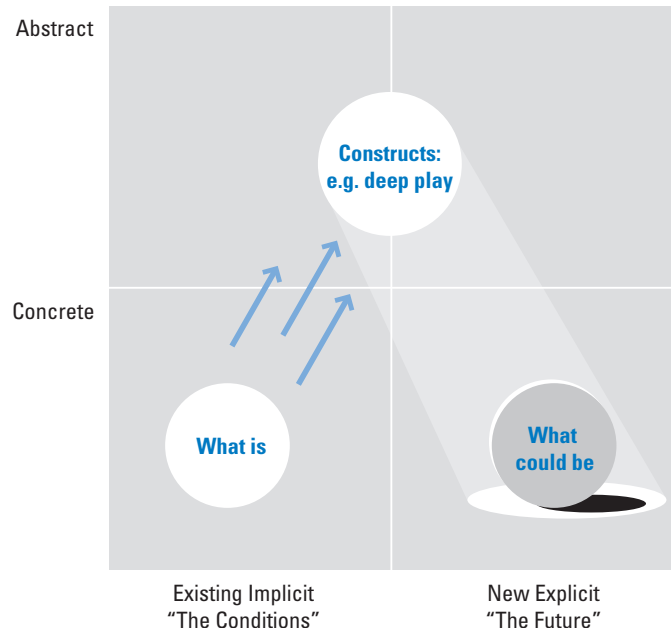 Abstract
Constructs:
e.g. deep play
Concrete
What is
What
could be
Existing Implicit
“The Conditions”
New Explicit
“The Future”